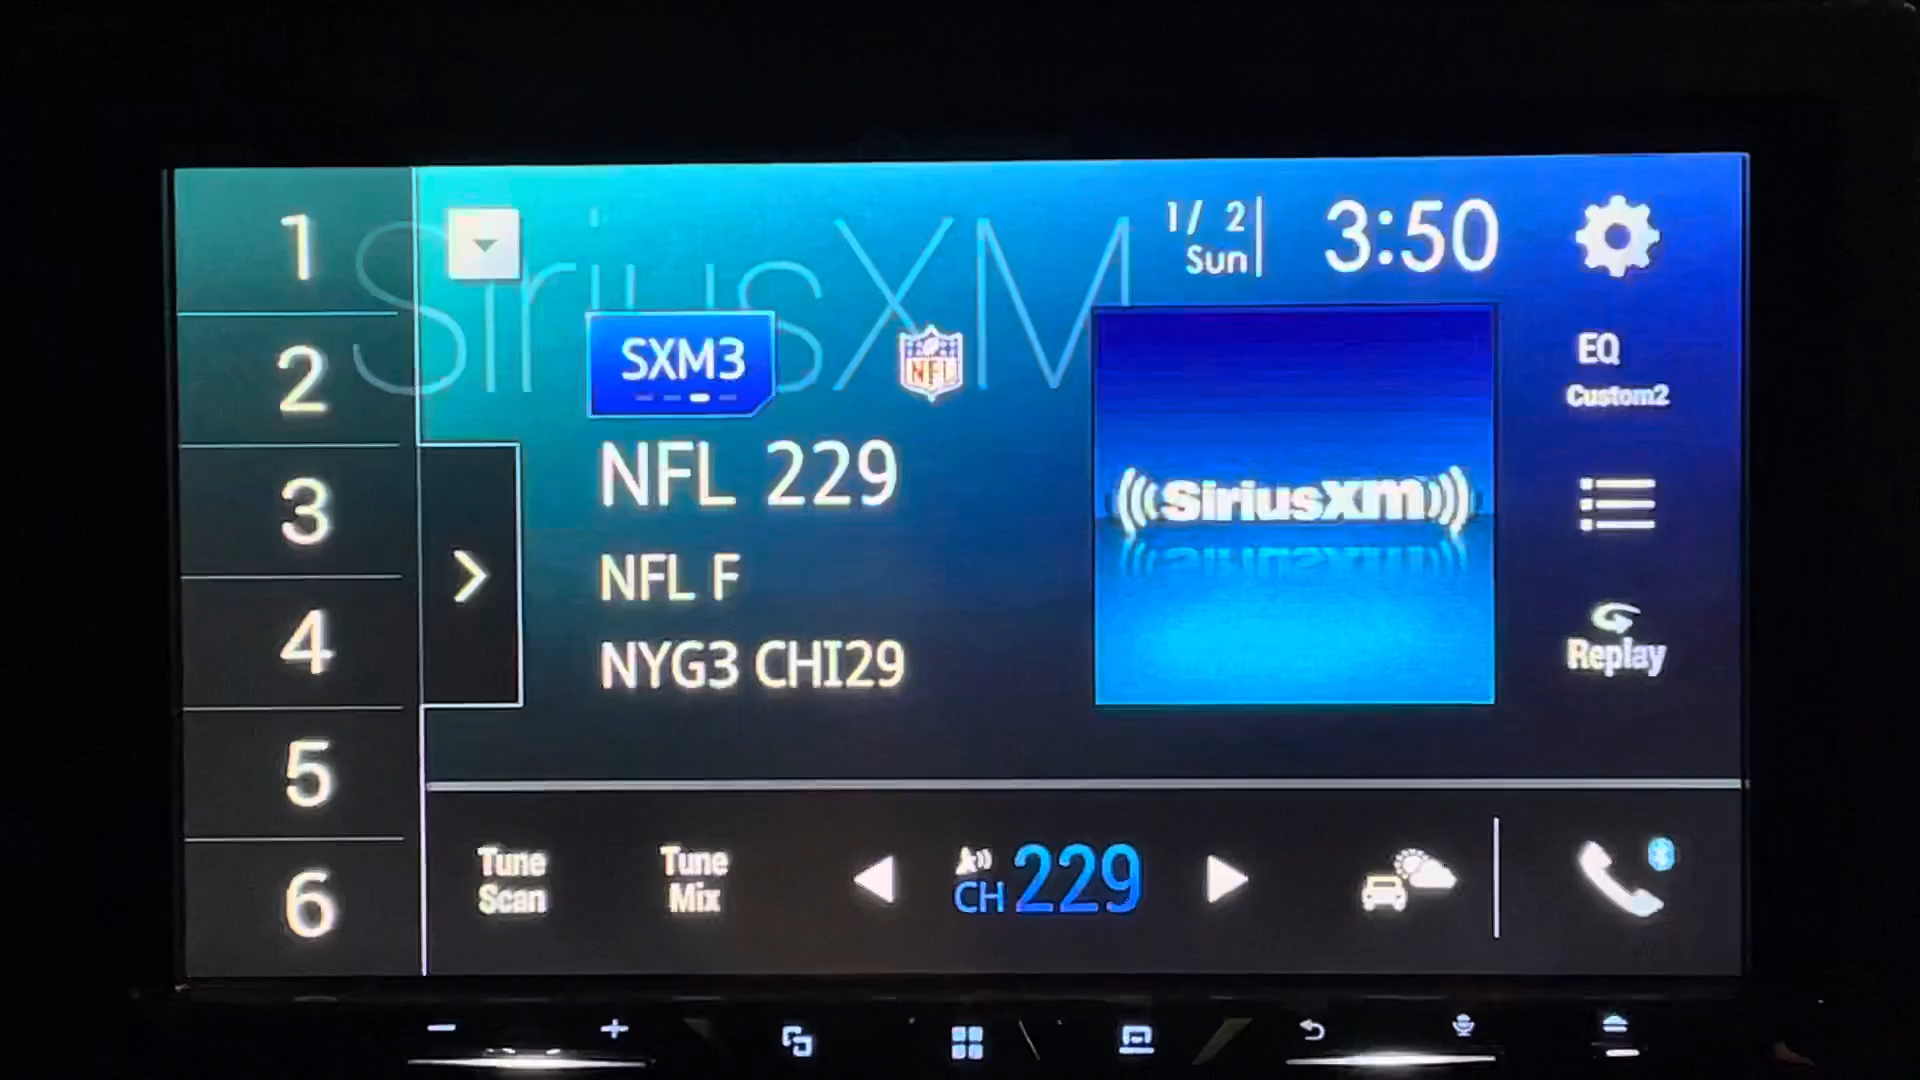 1
2
3
4
5
6
SiriusXM
1/ 2
Sun
3:50
SXM3
NFL
NFL 229
NFL F
NYG3 CHI29
SiriusXM
EQ
Custom2
Replay
Tune
Scan
Tune
Mix
CH 229